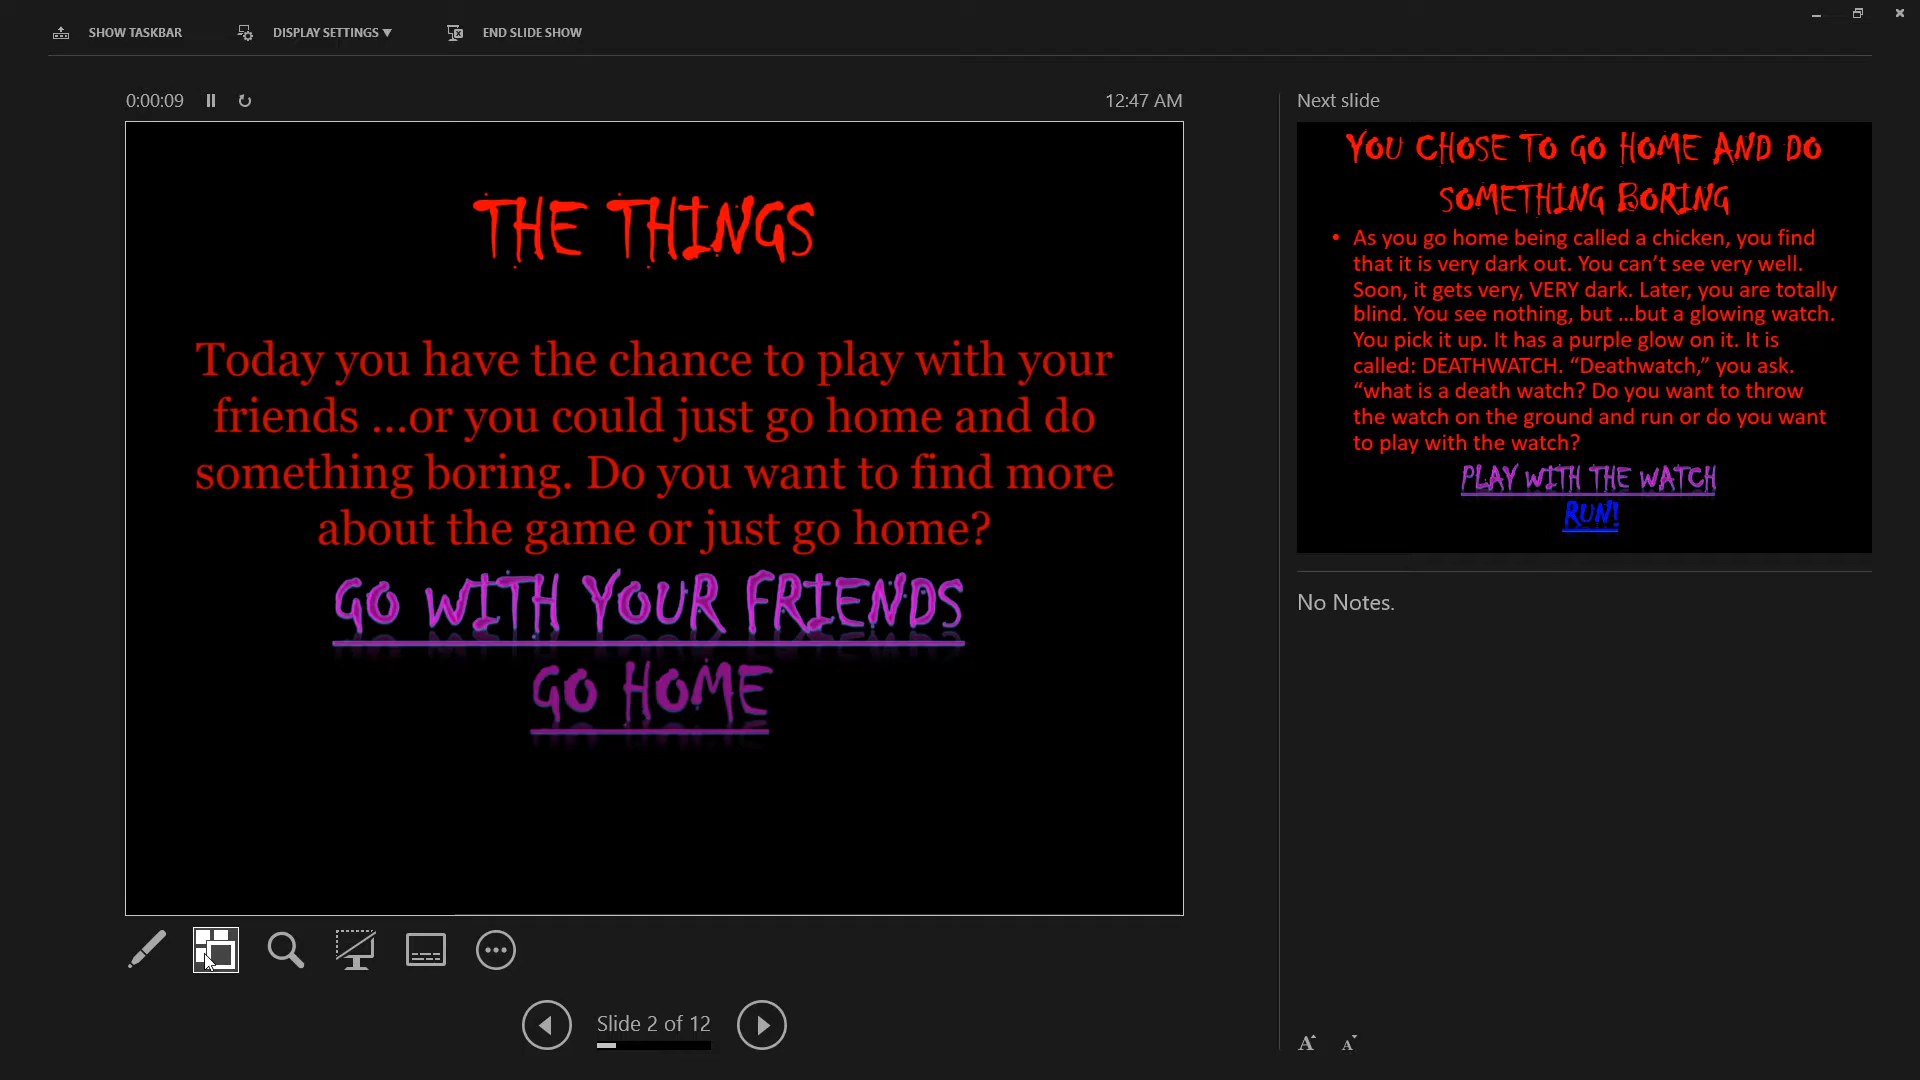 SHOW TASKBAR
DISPLAY SETTINGS ▼
END SLIDE SHOW
0:00:09
12:47 AM
THE THINGS
Today you have the chance to play with your
friends ...or you could just go home and do
something boring. Do you want to find more
about the game or just go home?
GO WITH YOUR FRIENDS
GO HOME
Slide 2 of 12
Next slide
YOU CHOSE TO GO HOME AND DO
SOMETHING BORING
• As you go home being called a chicken, you find
that it is very dark out. You can’t see very well.
Soon, it gets very, VERY dark. Later, you are totally
blind. You see nothing, but ...but a glowing watch.
You pick it up. It has a purple glow on it. It is
called: DEATHWATCH. “Deathwatch,” you ask.
“what is a death watch? Do you want to throw
the watch on the ground and run or do you want
to play with the watch?
PLAY WITH THE WATCH
RUN!
No Notes.
A A